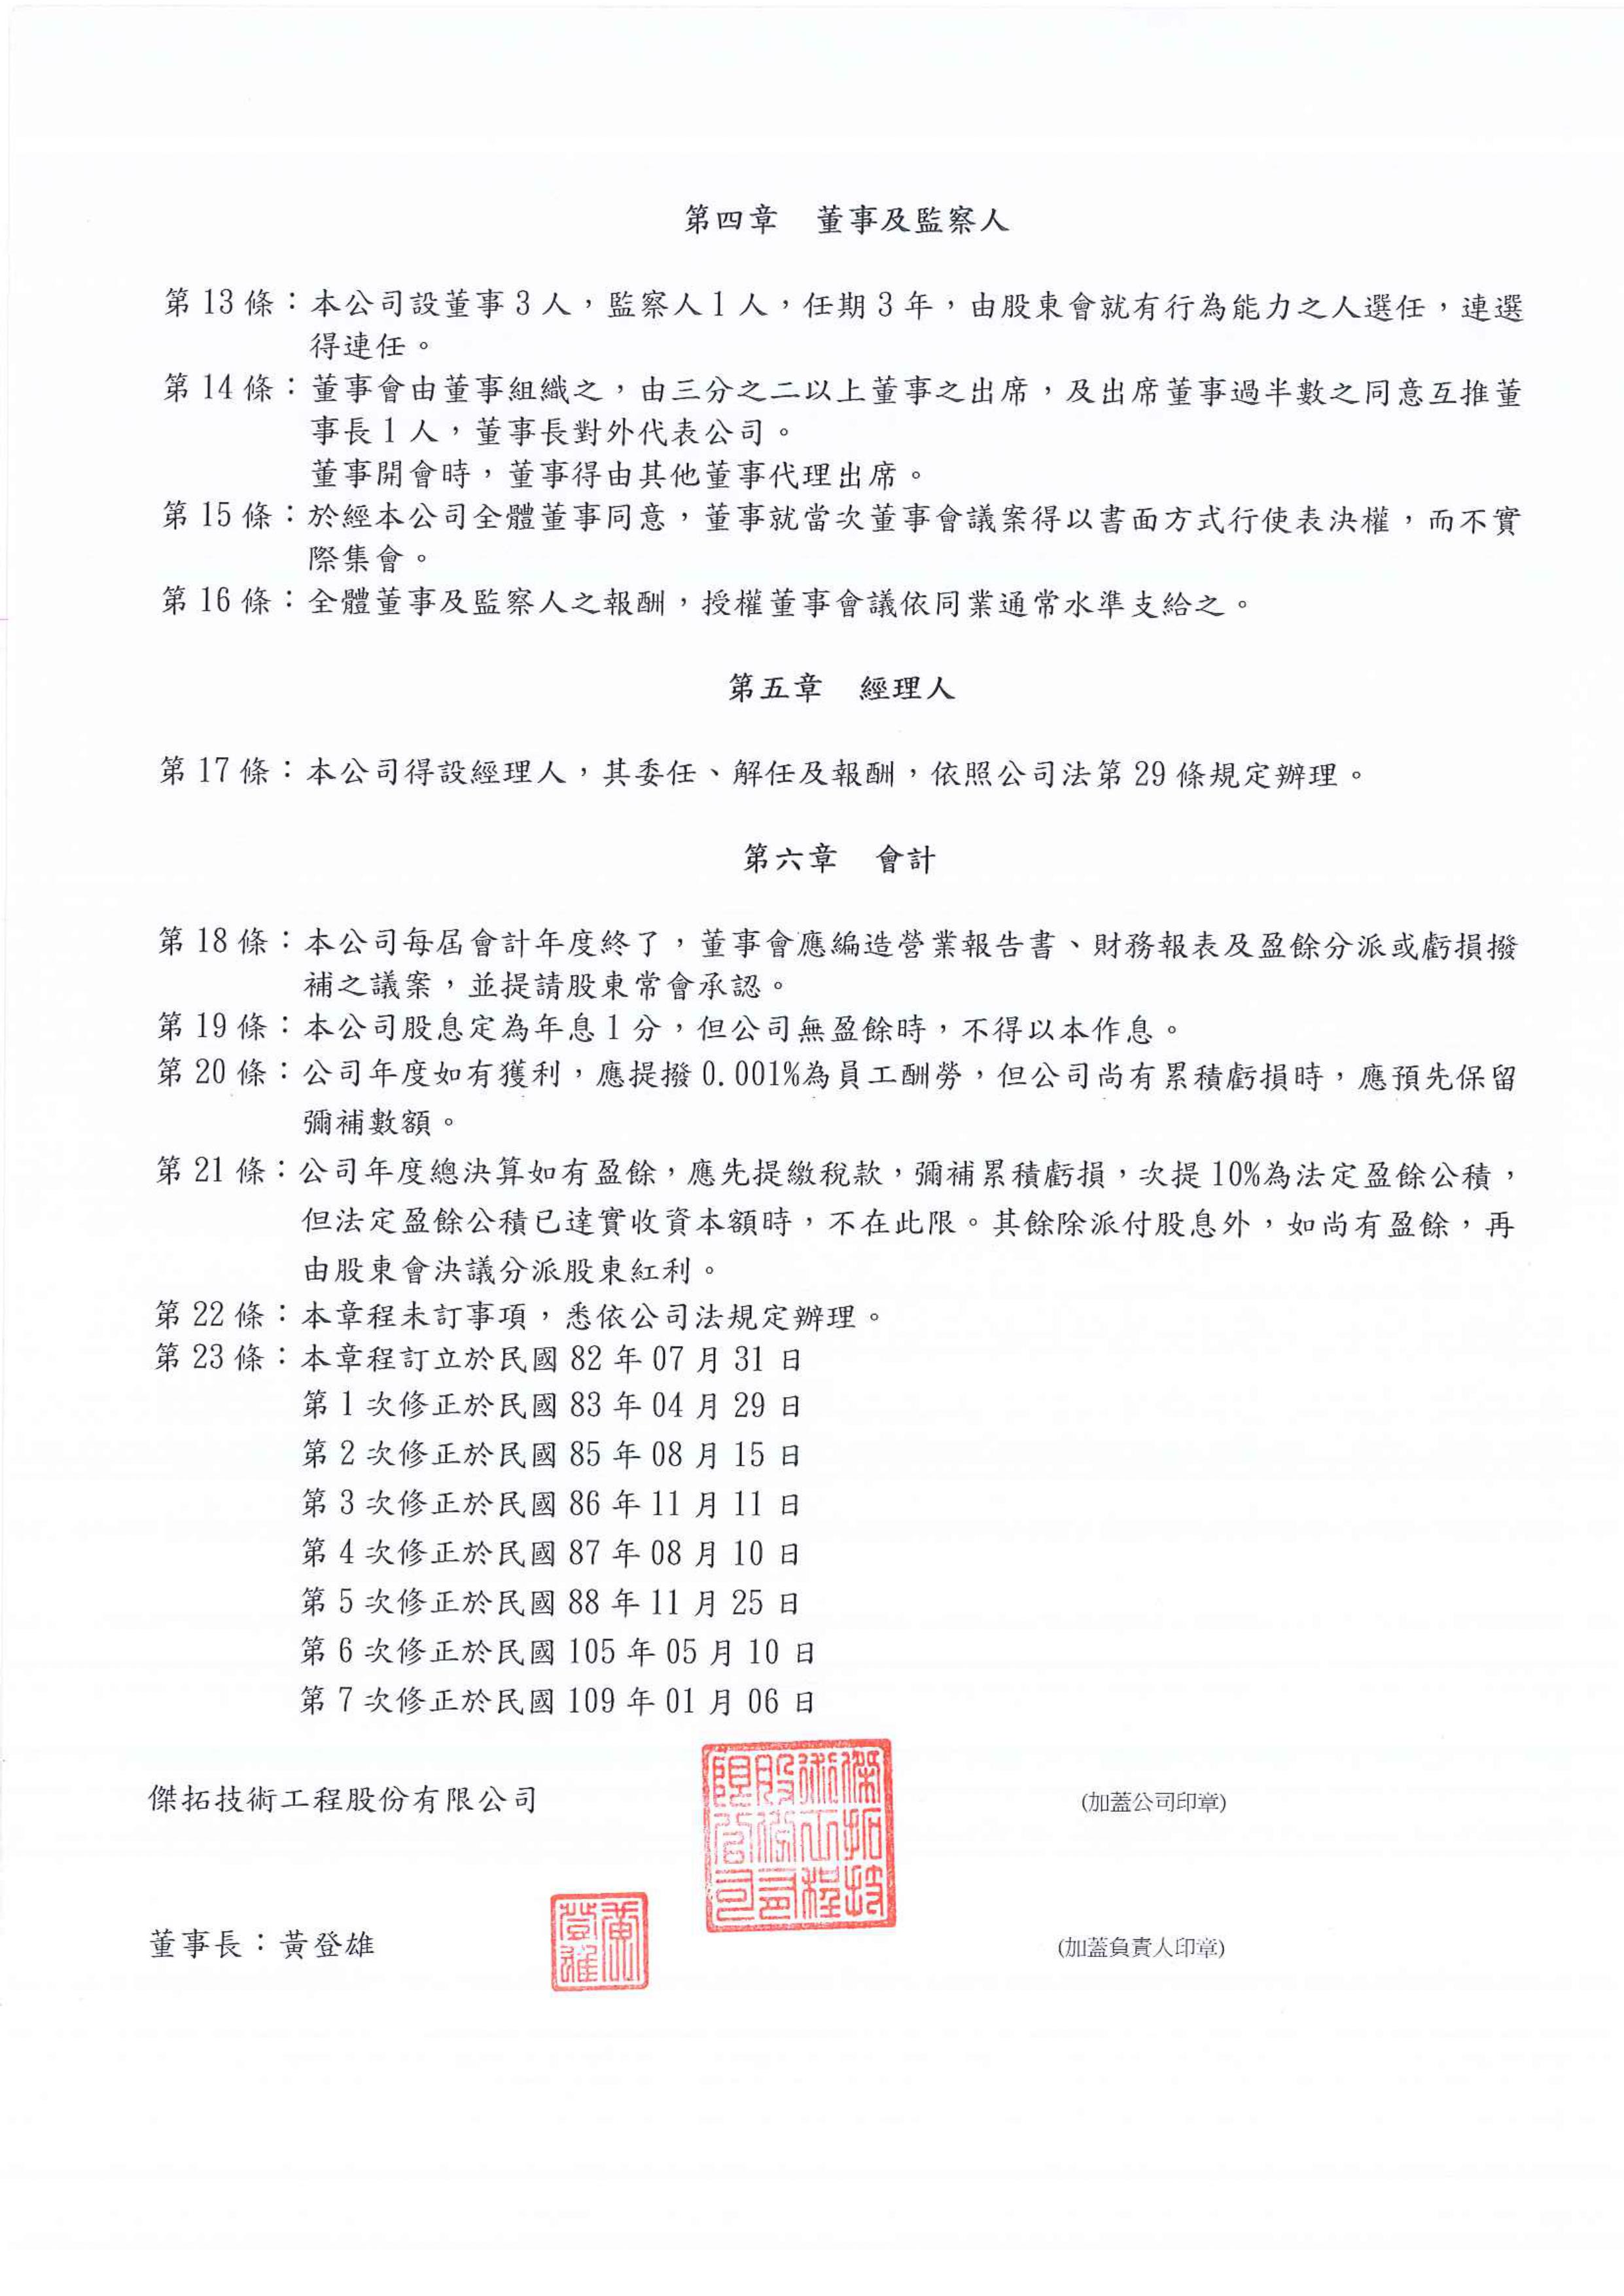 第四章　董事及監察人
第 13 條：本公司設董事 3 人，監察人 1 人，任期 3 年，由股東會就有行為能力之人選任，連選
得連任。
第 14 條：董事會由董事組織之，由三分之二以上董事之出席，及出席董事過半數之同意互推董
事長 1 人，董事長對外代表公司。
董事開會時，董事得由其他董事代理出席。
第 15 條：於經本公司全體董事同意，董事就當次董事會議案得以書面方式行使表決權，而不實
際集會。
第 16 條：全體董事及監察人之報酬，授權董事會議依同業通常水準支給之。
第五章　經理人
第 17 條：本公司得設經理人，其委任、解任及報酬，依照公司法第 29 條規定辦理。
第六章　會計
第 18 條：本公司每屆會計年度終了，董事會應編造營業報告書、財務報表及盈餘分派或虧損撥
補之議案，並提請股東常會承認。
第 19 條：本公司股息定為年息 1 分，但公司無盈餘時，不得以本作息。
第 20 條：公司年度如有獲利，應提撥 0.001%為員工酬勞，但公司尚有累積虧損時，應預先保留
彌補數額。
第 21 條：公司年度總決算如有盈餘，應先提繳稅款，彌補累積虧損，次提 10%為法定盈餘公積，
但法定盈餘公積已達實收資本額時，不在此限。其餘除派付股息外，如尚有盈餘，再
由股東會決議分派股東紅利。
第 22 條：本章程未訂事項，悉依公司法規定辦理。
第 23 條：本章程訂立於民國 82 年 07 月 31 日
第 1 次修正於民國 83 年 04 月 29 日
第 2 次修正於民國 85 年 08 月 15 日
第 3 次修正於民國 86 年 11 月 11 日
第 4 次修正於民國 87 年 08 月 10 日
第 5 次修正於民國 88 年 11 月 25 日
第 6 次修正於民國 105 年 05 月 10 日
第 7 次修正於民國 109 年 01 月 06 日
傑拓技術工程股份有限公司
傑拓技術工程股份有限公司
(加蓋公司印章)
董事長：黃登雄
黃登雄
(加蓋負責人印章)